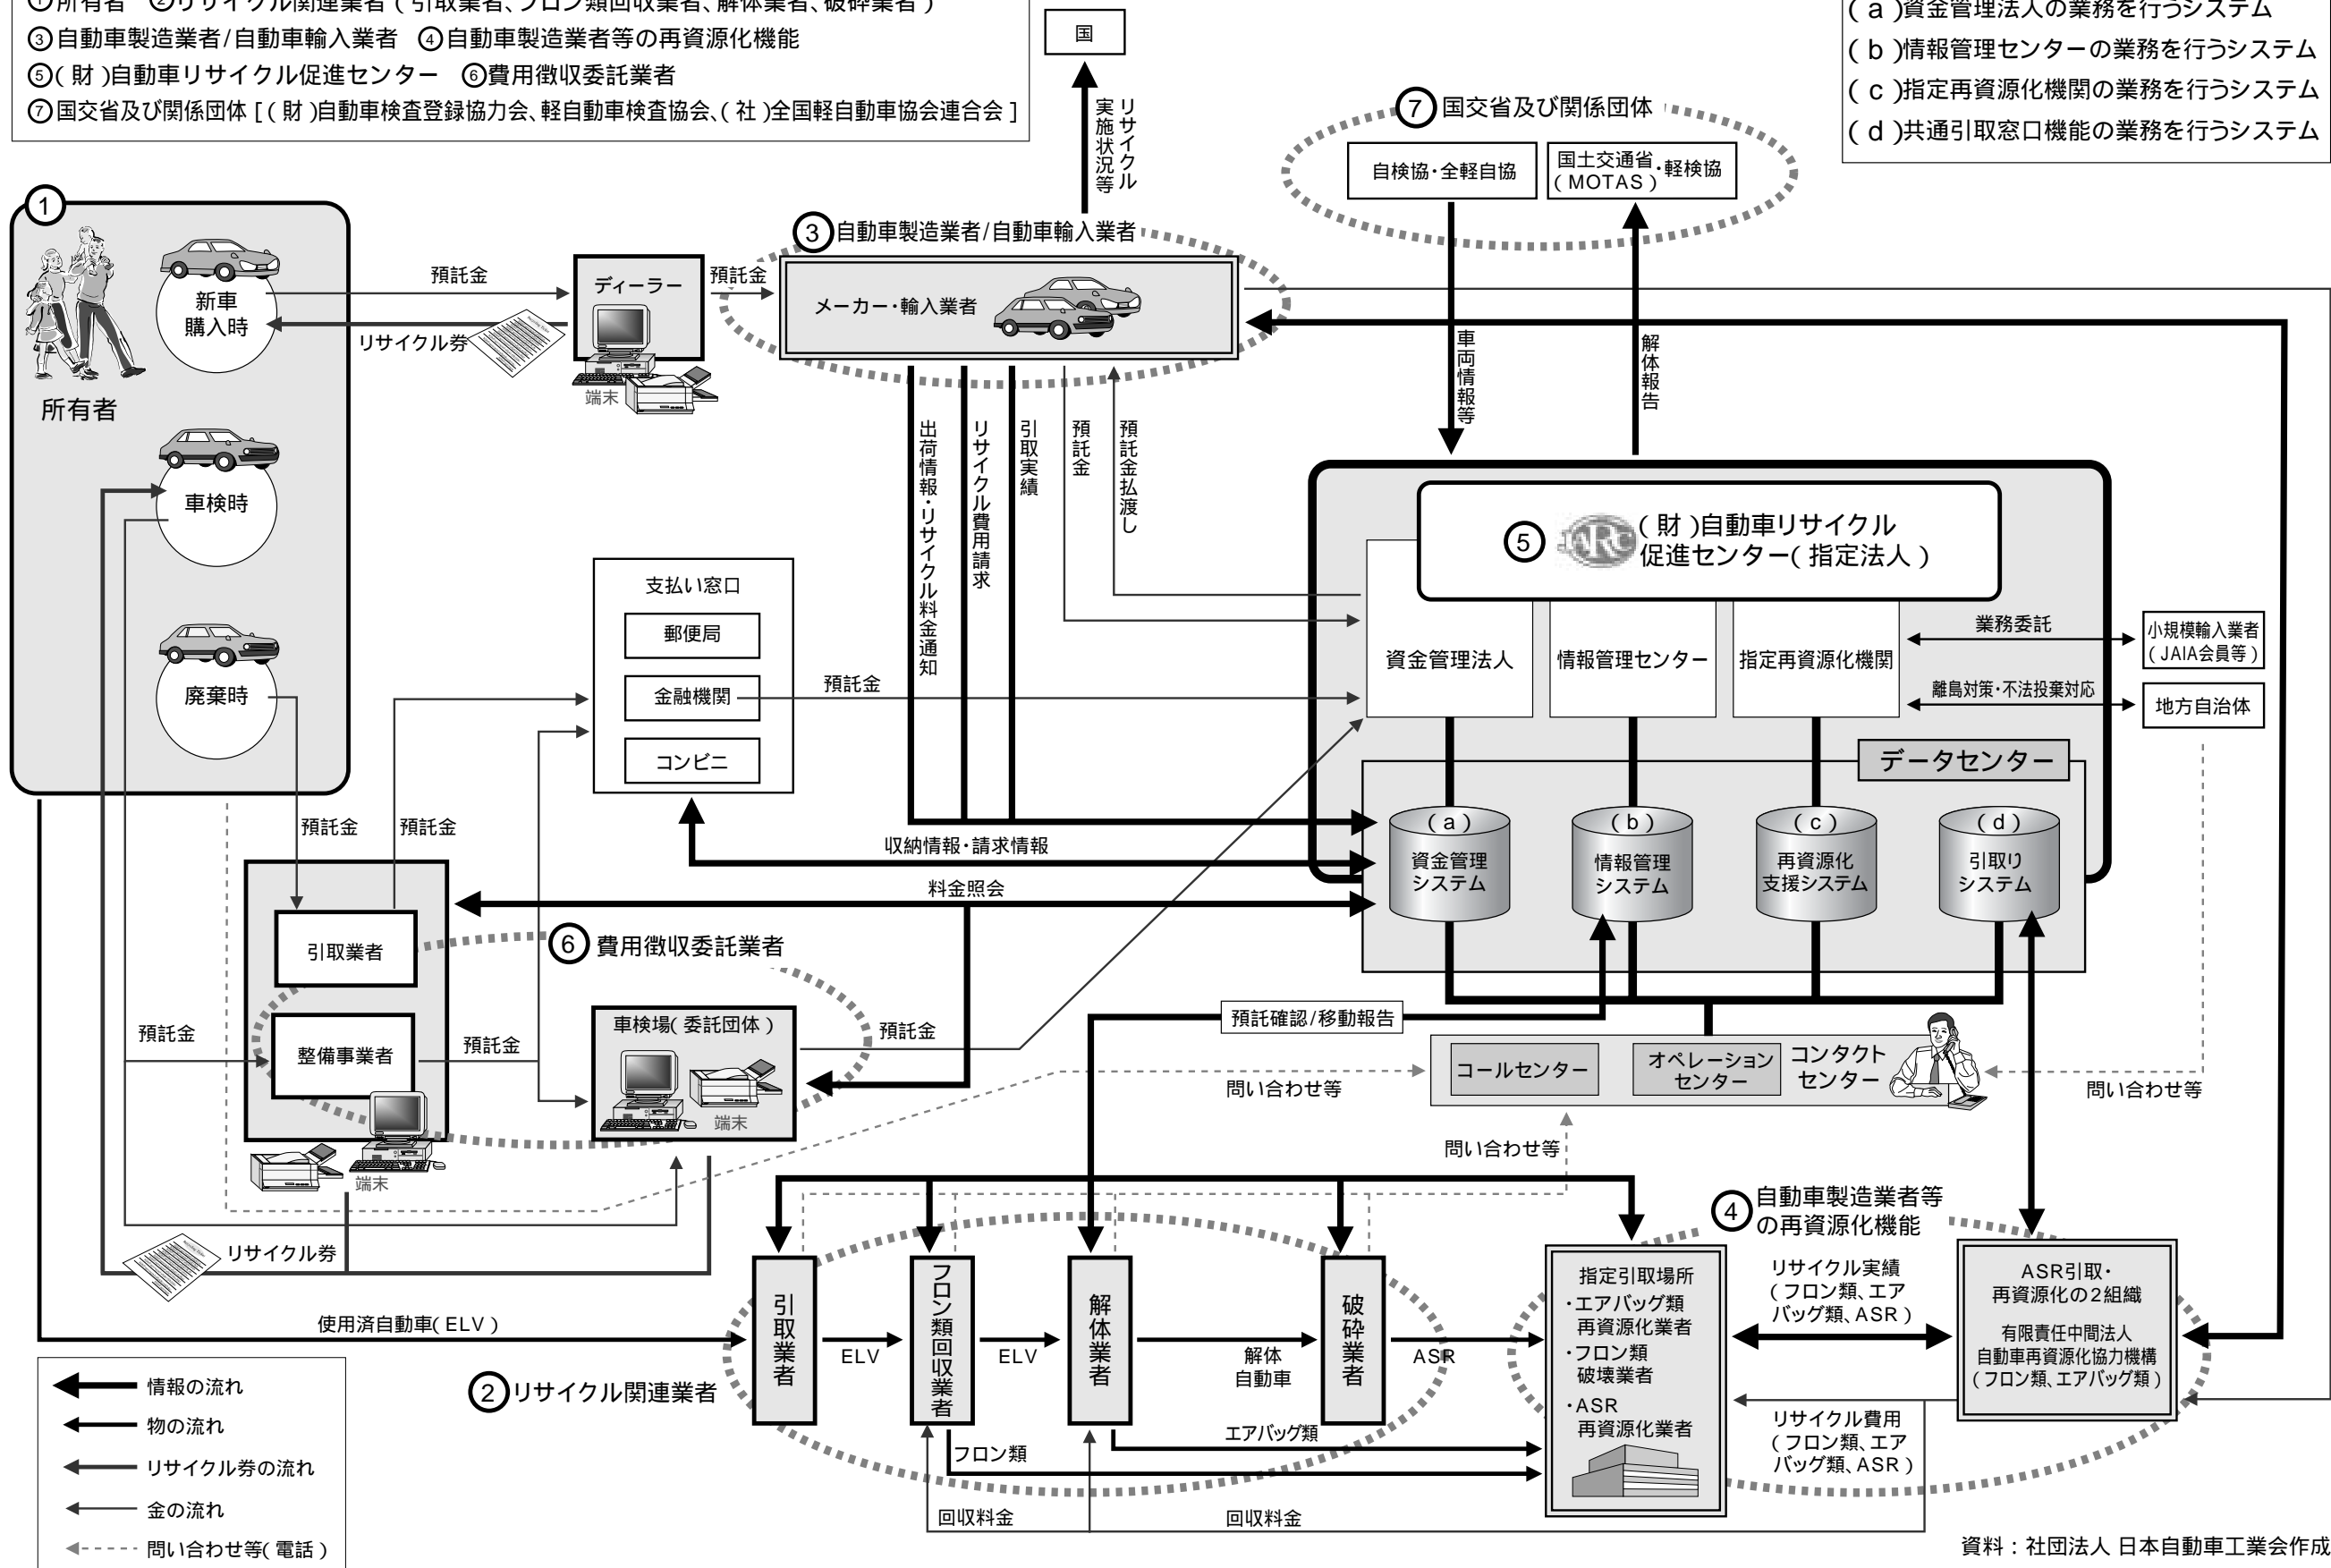 ①所有者 ②リサイクル関連業者(引取業者、フロン類回収業者、解体業者、破砕業者)
③自動車製造業者/自動車輸入業者 ④自動車製造業者等の再資源化機能
⑤(財)自動車リサイクル促進センター ⑥費用徴収委託業者
⑦国交省及び関係団体[(財)自動車検査登録協力会、軽自動車検査協会、(社)全国軽自動車協会連合会]
(a)資金管理法人の業務を行うシステム
(b)情報管理センターの業務を行うシステム
(c)指定再資源化機関の業務を行うシステム
(d)共通引取窓口機能の業務を行うシステム
国
リサイクル
実施状況等
⑦国交省及び関係団体
自検協・全軽自協
国土交通省
(MOTAS)
・軽検協
①
新車
購入時
所有者
車検時
廃棄時
預託金
リサイクル券
ディーラー
端末
預託金
③自動車製造業者/自動車輸入業者
メーカー・輸入業者
車両情報等
解体報告
出荷情報・リサイクル料金通知
リサイクル費用請求
引取実績
預託金
預託金払渡し
⑤
JARC
(財)自動車リサイクル
促進センター(指定法人)
資金管理法人
情報管理センター
指定再資源化機関
業務委託
小規模輸入業者
(JAIA会員等)
離島対策・不法投棄対応
地方自治体
支払い窓口
郵便局
金融機関
コンビニ
預託金
データセンター
(a)
資金管理
システム
(b)
情報管理
システム
(c)
再資源化
支援システム
(d)
引取り
システム
預託金
預託金
収納情報・請求情報
料金照会
引取業者
⑥費用徴収委託業者
整備事業者
預託金
預託金
端末
車検場(委託団体)
端末
預託金
預託確認/移動報告
コールセンター
オペレーション
センター
コンタクト
センター
問い合わせ等
問い合わせ等
問い合わせ等
リサイクル券
使用済自動車(ELV)
②リサイクル関連業者
引取業者
ELV
フロン類回収業者
ELV
解体業者
解体
自動車
破砕業者
ASR
エアバッグ類
フロン類
回収料金
回収料金
④自動車製造業者等
の再資源化機能
指定引取場所
・エアバッグ類
再資源化業者
・フロン類
破壊業者
・ASR
再資源化業者
リサイクル実績
(フロン類、エア
バッグ類、ASR)
リサイクル費用
(フロン類、エア
バッグ類、ASR)
ASR引取・
再資源化の2組織
有限責任中間法人
自動車再資源化協力機構
(フロン類、エアバッグ類)
情報の流れ
物の流れ
リサイクル券の流れ
金の流れ
問い合わせ等(電話)
資料:社団法人 日本自動車工業会作成